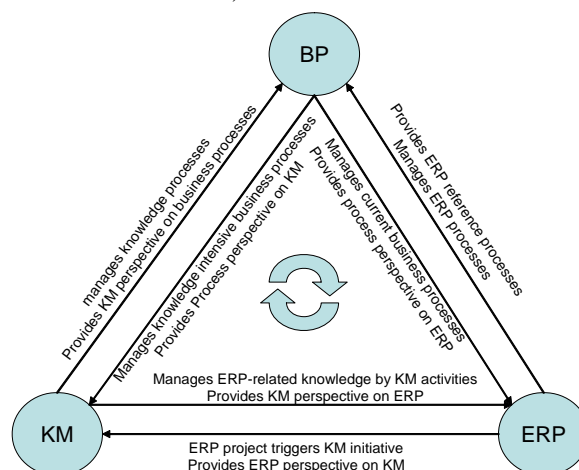 BP
manages knowledge processes
Provides KM perspective on business processes
Manages knowledge intensive business processes
Provides Process perspective on KM
Manages current business processes
Provides process perspective on ERP
Provides ERP reference processes
Manages ERP processes
Manages ERP-related knowledge by KM activities
Provides KM perspective on ERP
KM
ERP
ERP project triggers KM initiative
Provides ERP perspective on KM